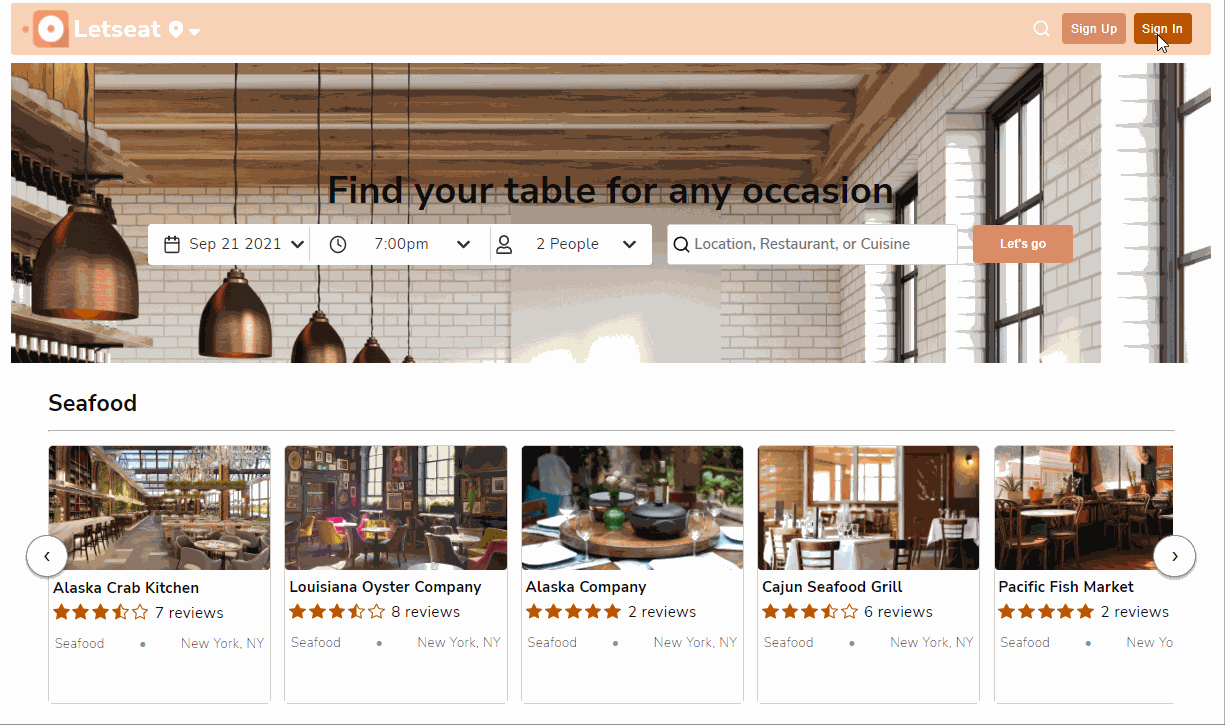 Letseat
Sign Up
Sign In
Find your table for any occasion
Sep 21 2021
7:00pm
2 People
Location, Restaurant, or Cuisine
Let's go
Seafood
Alaska Crab Kitchen
7 reviews
Seafood • New York, NY
Louisiana Oyster Company
8 reviews
Seafood • New York, NY
Alaska Company
2 reviews
Seafood • New York, NY
Cajun Seafood Grill
6 reviews
Seafood • New York, NY
Pacific Fish Market
2 reviews
Seafood • New Yo